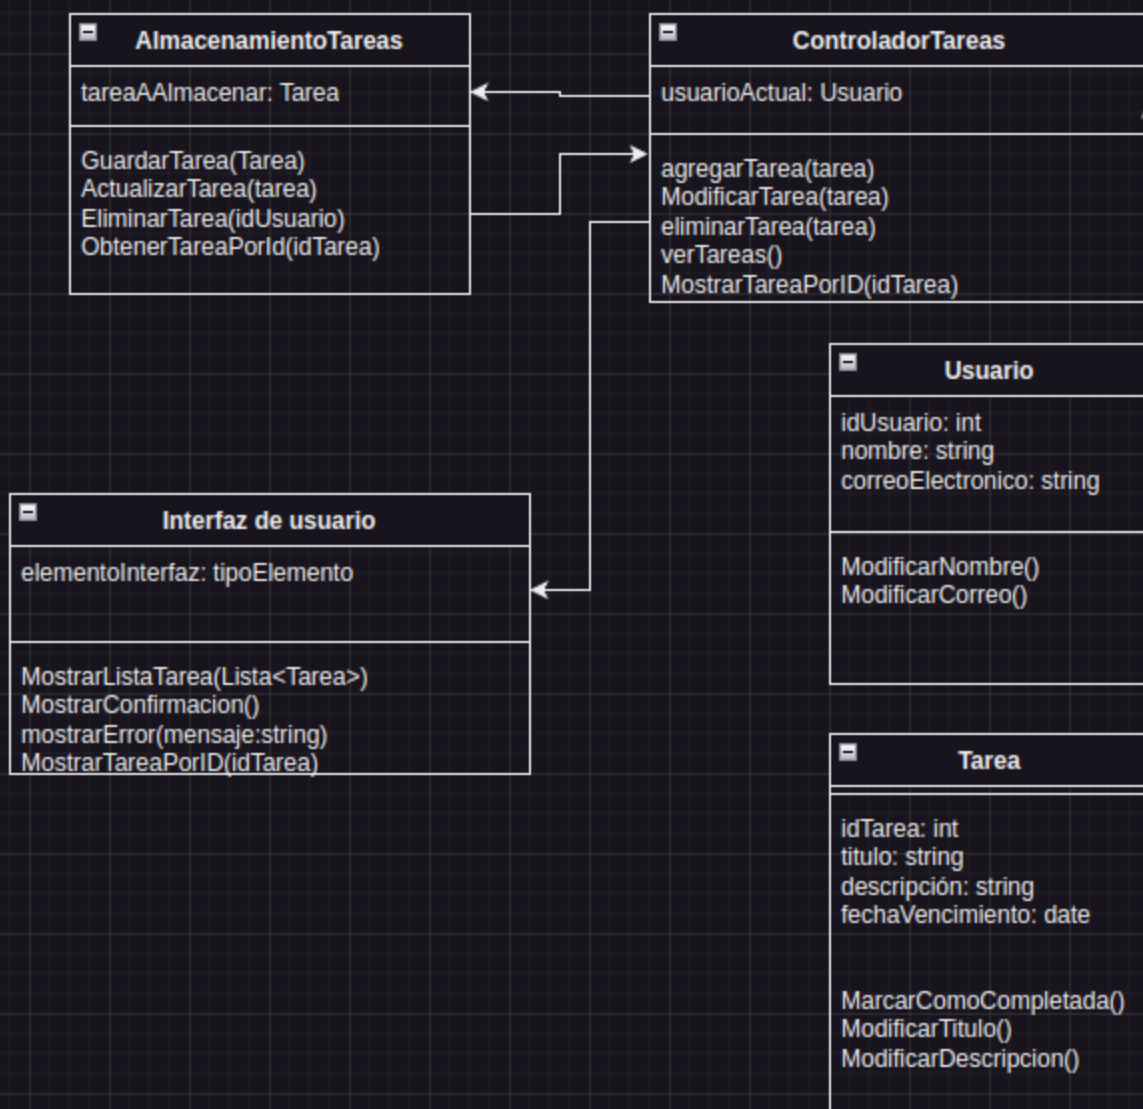 AlmacenamientoTareas
tareaAAlmacenar: Tarea
GuardarTarea(Tarea)
ActualizarTarea(tarea)
EliminarTarea(idUsuario)
ObtenerTareaPorId(idTarea)
ControladorTareas
usuarioActual: Usuario
agregarTarea(tarea)
ModificarTarea(tarea)
eliminarTarea(tarea)
verTareas()
MostrarTareaPorID(idTarea)
Usuario
idUsuario: int
nombre: string
correoElectronico: string
ModificarNombre()
ModificarCorreo()
Interfaz de usuario
elementoInterfaz: tipoElemento
MostrarListaTarea(Lista<Tarea>)
MostrarConfirmacion()
mostrarError(mensaje:string)
MostrarTareaPorID(idTarea)
Tarea
idTarea: int
titulo: string
descripción: string
fechaVencimiento: date
MarcarComoCompletada()
ModificarTitulo()
ModificarDescripcion()